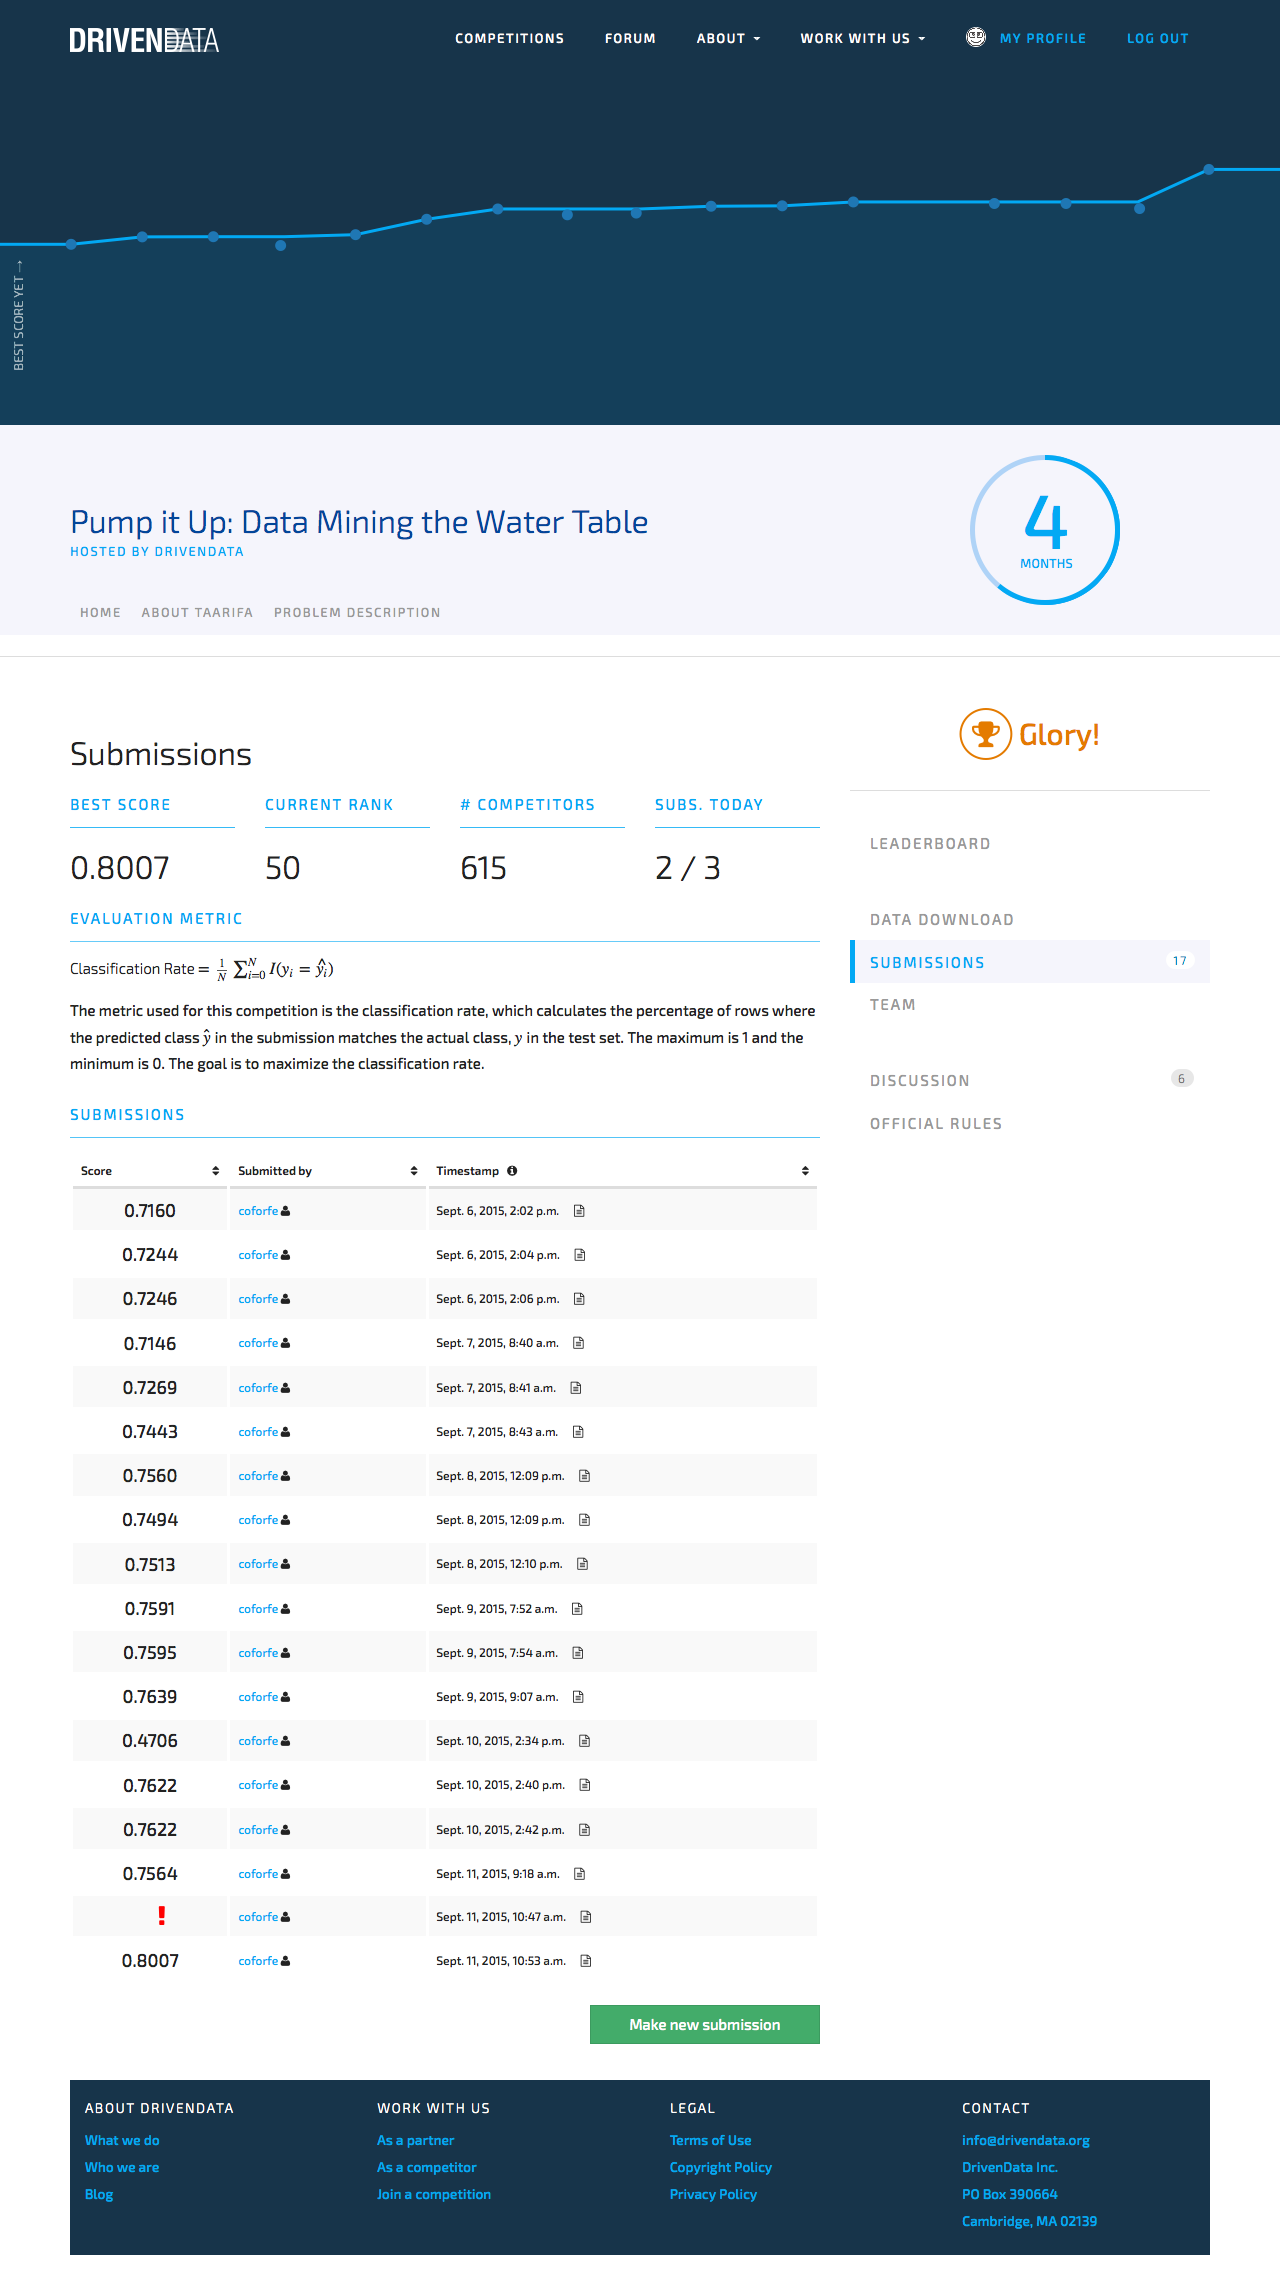 DRIVENDATA
COMPETITIONS FORUM ABOUT WORK WITH US MY PROFILE LOG OUT
BEST SCORE YET →
Pump it Up: Data Mining the Water Table
HOSTED BY DRIVENDATA
4
MONTHS
HOME ABOUT TAARIFA PROBLEM DESCRIPTION
Glory!
Submissions
BEST SCORE CURRENT RANK # COMPETITORS SUBS. TODAY
0.8007 50 615 2 / 3
EVALUATION METRIC
Classification Rate = 1/N ∑_{i=0}^{N} I(y_i = ŷ_i)
The metric used for this competition is the classification rate, which calculates the percentage of rows where
the predicted class ŷ in the submission matches the actual class, y in the test set. The maximum is 1 and the
minimum is 0. The goal is to maximize the classification rate.
LEADERBOARD
DATA DOWNLOAD
SUBMISSIONS 17
TEAM
DISCUSSION 6
OFFICIAL RULES
SUBMISSIONS
Score Submitted by Timestamp
0.7160 coforfe Sept. 6, 2015, 2:02 p.m.
0.7244 coforfe Sept. 6, 2015, 2:04 p.m.
0.7246 coforfe Sept. 6, 2015, 2:06 p.m.
0.7146 coforfe Sept. 7, 2015, 8:40 a.m.
0.7269 coforfe Sept. 7, 2015, 8:41 a.m.
0.7443 coforfe Sept. 7, 2015, 8:43 a.m.
0.7560 coforfe Sept. 8, 2015, 12:09 p.m.
0.7494 coforfe Sept. 8, 2015, 12:09 p.m.
0.7513 coforfe Sept. 8, 2015, 12:10 p.m.
0.7591 coforfe Sept. 9, 2015, 7:52 a.m.
0.7595 coforfe Sept. 9, 2015, 7:54 a.m.
0.7639 coforfe Sept. 9, 2015, 9:07 a.m.
0.4706 coforfe Sept. 10, 2015, 2:34 p.m.
0.7622 coforfe Sept. 10, 2015, 2:40 p.m.
0.7622 coforfe Sept. 10, 2015, 2:42 p.m.
0.7564 coforfe Sept. 11, 2015, 9:18 a.m.
! coforfe Sept. 11, 2015, 10:47 a.m.
0.8007 coforfe Sept. 11, 2015, 10:53 a.m.
Make new submission
ABOUT DRIVENDATA WORK WITH US LEGAL CONTACT
What we do As a partner Terms of Use info@drivendata.org
Who we are As a competitor Copyright Policy DrivenData Inc.
Blog Join a competition Privacy Policy PO Box 390664
Cambridge, MA 02139